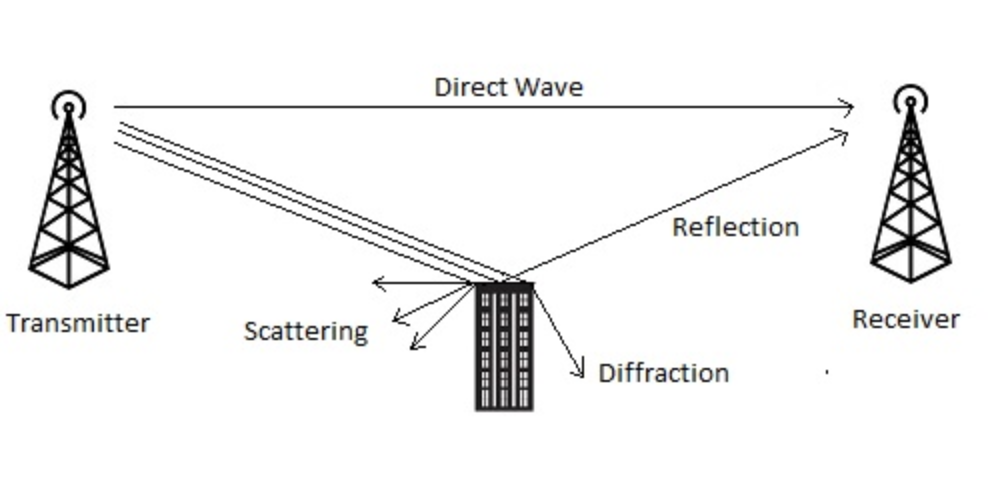 Direct Wave
Reflection
Transmitter
Scattering
Receiver
Diffraction